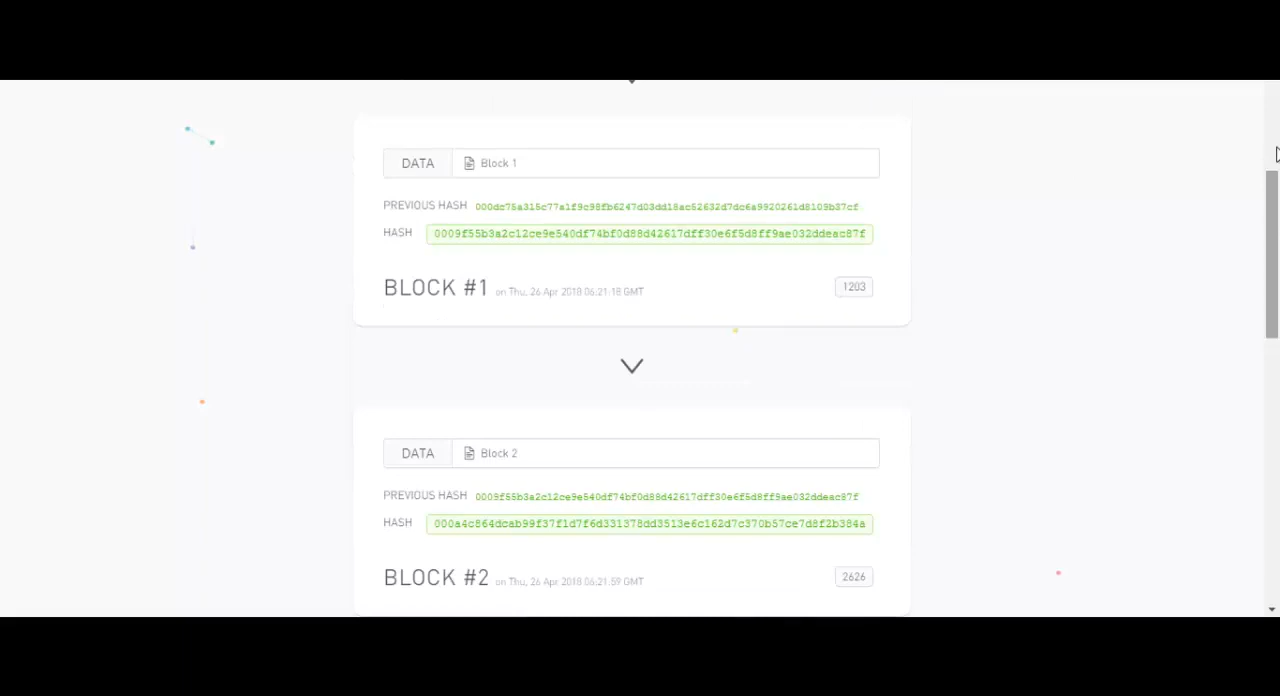 DATA Block 1
PREVIOUS HASH 000dc75a315c77a1f9c98fb6247d03dd18ac52632d7dc6a9920261d8109b37cf
HASH 0009f55b3a2c12ce9e540df74bf0d88d42617dff30e6f5d8ff9ae032ddeac87f
BLOCK #1 on Thu, 26 Apr 2018 06:21:18 GMT 1203
DATA Block 2
PREVIOUS HASH 0009f55b3a2c12ce9e540df74bf0d88d42617dff30e6f5d8ff9ae032ddeac87f
HASH 000a4c864dcab99f37f1d7f6d331378dd3513e6c162d7c370b57ce7d8f2b384a
BLOCK #2 on Thu, 26 Apr 2018 06:21:59 GMT 2626